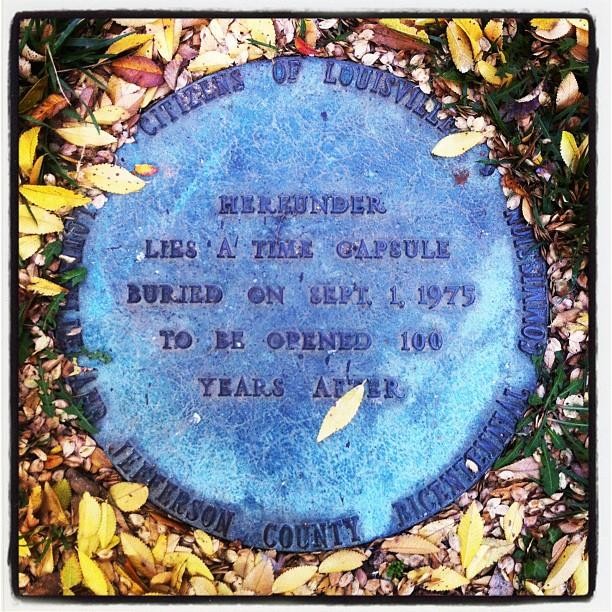 CITIZENS OF LOUISVILLE
JEFFERSON COUNTY BICENTENNIAL COMMISSION
HEREUNDER
LIES A TIME CAPSULE
BURIED ON SEPT. 1, 1975
TO BE OPENED 100
YEARS AFTER